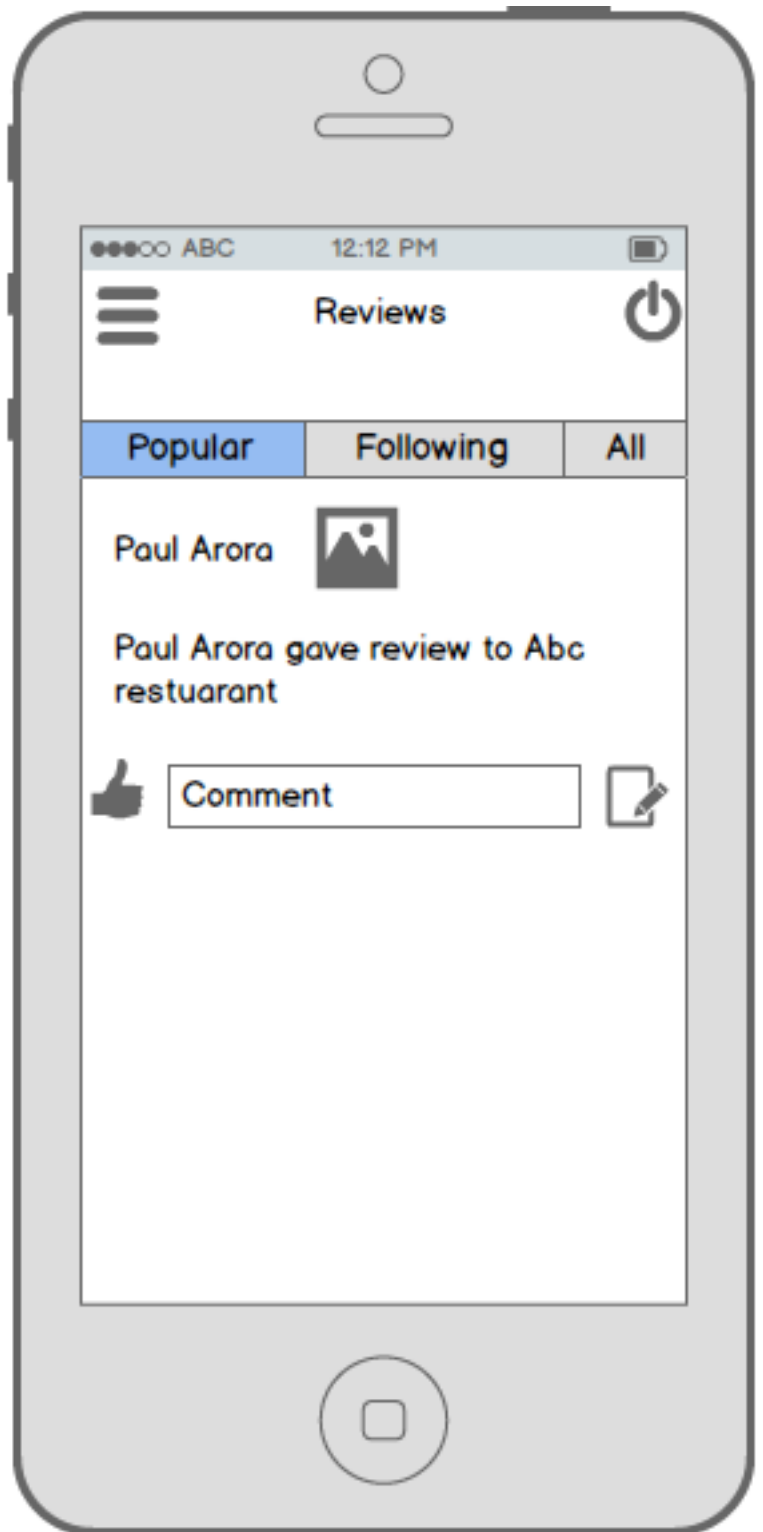 ABC 12:12 PM
Reviews
Popular Following All
Paul Arora
Paul Arora gave review to Abc
restuarant
Comment